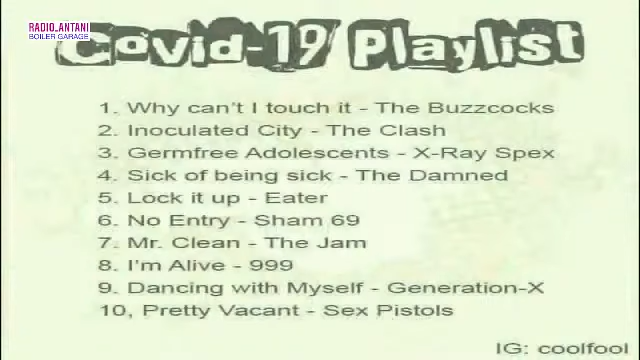 RADIO_ANTANI
BOILER GARAGE
Covid-19 Playlist
1. Why can't I touch it - The Buzzcocks
2. Inoculated City - The Clash
3. Germfree Adolescents - X-Ray Spex
4. Sick of being sick - The Damned
5. Lock it up - Eater
6. No Entry - Sham 69
7. Mr. Clean - The Jam
8. I'm Alive - 999
9. Dancing with Myself - Generation-X
10, Pretty Vacant - Sex Pistols
IG: coolfool